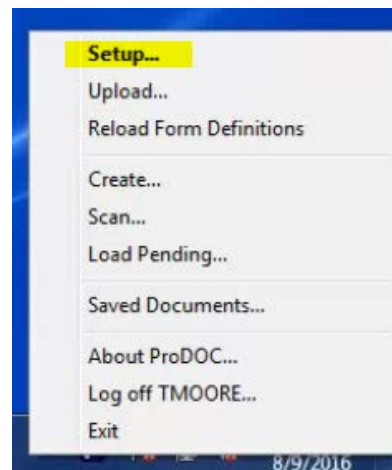 Setup...
Upload...
Reload Form Definitions
Create...
Scan...
Load Pending...
Saved Documents...
About ProDOC...
Log off TMOORE...
Exit
8/9/2016